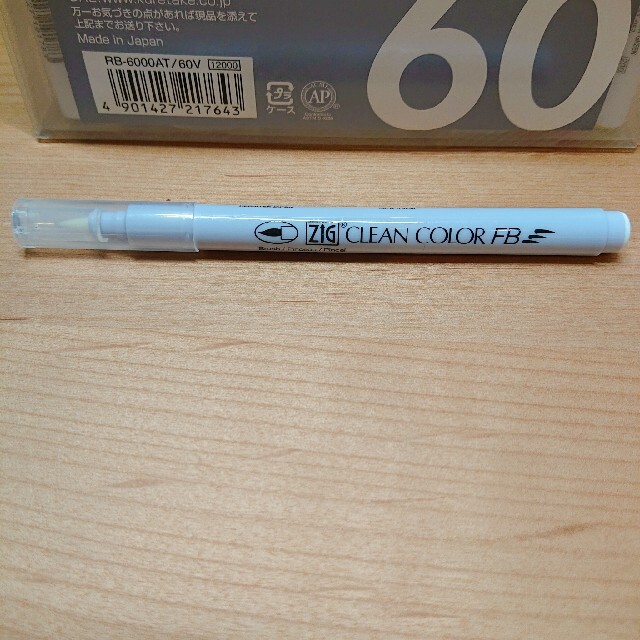 万一お気づきの点があれば現品を添えて
上記までお送り下さい。
Made in Japan
RB-6000AT/60V 12000
4 901427 217643
プラ
ケース
AP
60
ZIG® CLEAN COLOR FB